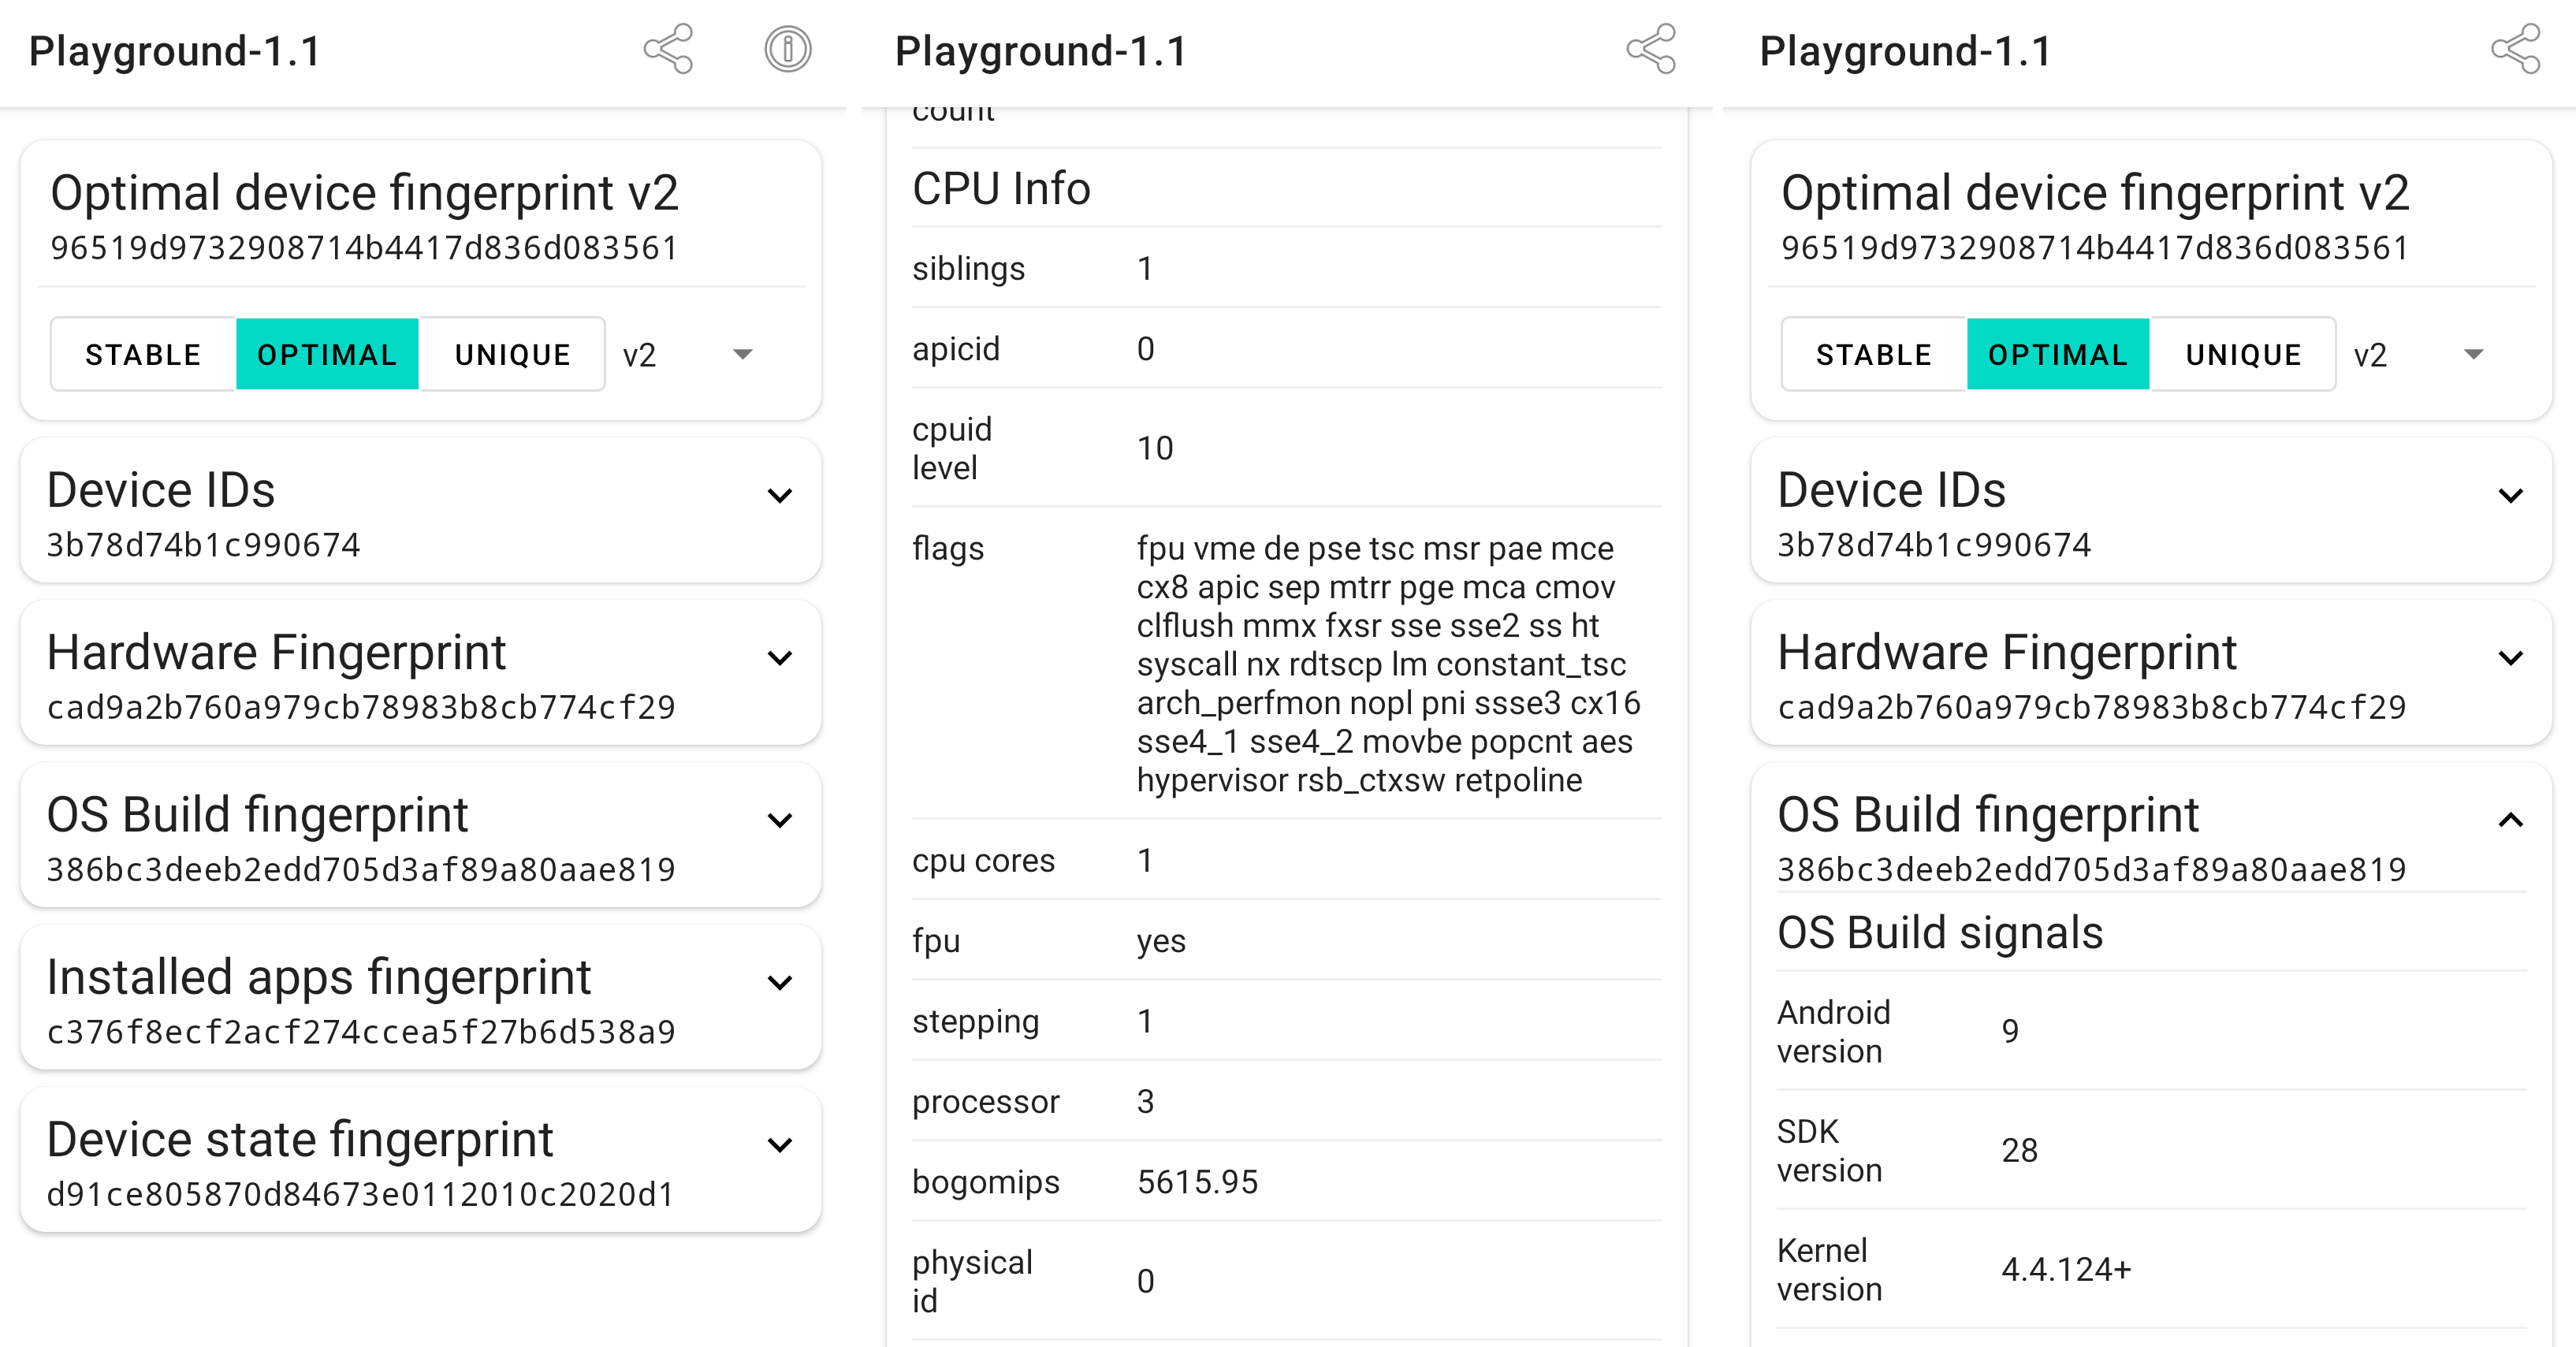 Playground-1.1
Optimal device fingerprint v2
96519d9732908714b4417d836d083561
STABLE OPTIMAL UNIQUE v2
Device IDs
3b78d74b1c990674
Hardware Fingerprint
cad9a2b760a979cb78983b8cb774cf29
OS Build fingerprint
386bc3deeb2edd705d3af89a80aae819
Installed apps fingerprint
c376f8ecf2acf274ccea5f27b6d538a9
Device state fingerprint
d91ce805870d84673e0112010c2020d1
Playground-1.1
count
CPU Info
siblings 1
apicid 0
cpuid
level
10
flags
fpu vme de pse tsc msr pae mce
cx8 apic sep mtrr pge mca cmov
clflush mmx fxsr sse sse2 ss ht
syscall nx rdtscp lm constant_tsc
arch_perfmon nopl pni ssse3 cx16
sse4_1 sse4_2 movbe popcnt aes
hypervisor rsb_ctxsw retpoline
cpu cores 1
fpu yes
stepping 1
processor 3
bogomips 5615.95
physical
id
0
Playground-1.1
Optimal device fingerprint v2
96519d9732908714b4417d836d083561
STABLE OPTIMAL UNIQUE v2
Device IDs
3b78d74b1c990674
Hardware Fingerprint
cad9a2b760a979cb78983b8cb774cf29
OS Build fingerprint
386bc3deeb2edd705d3af89a80aae819
OS Build signals
Android
version
9
SDK
version
28
Kernel
version
4.4.124+